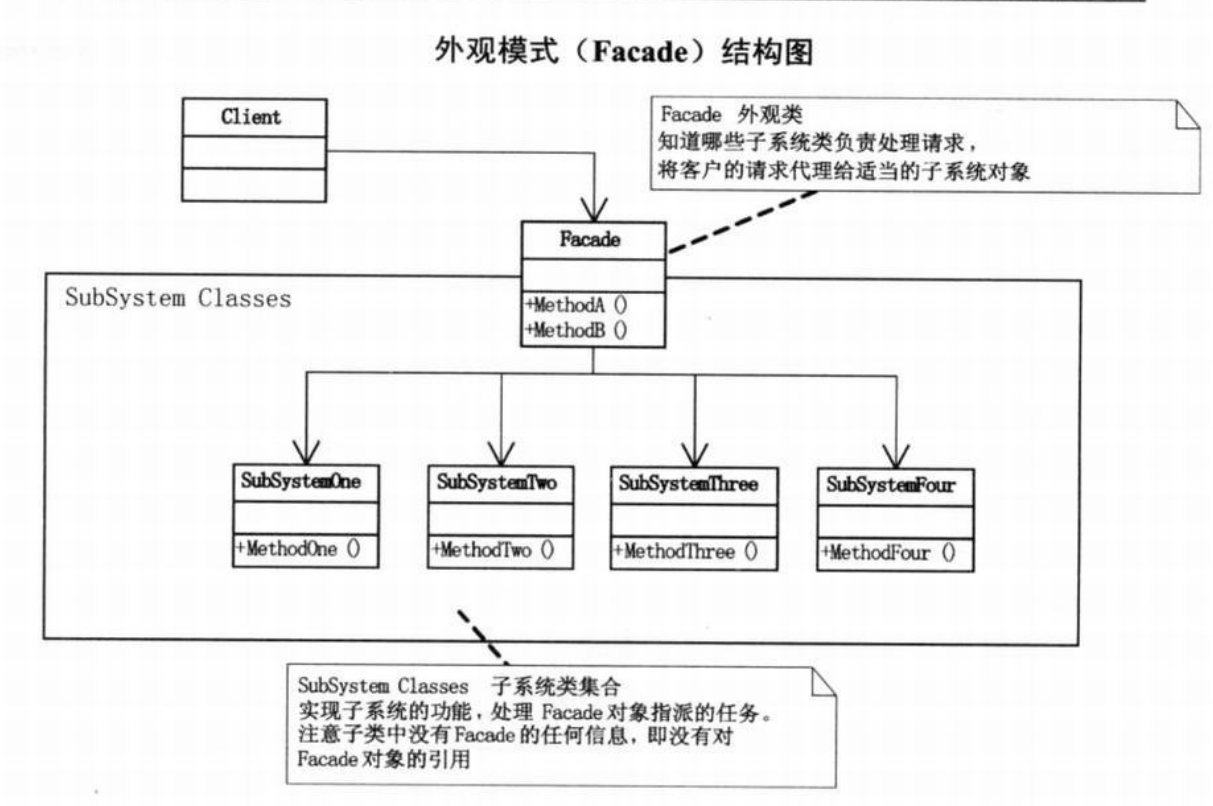 外观模式（Facade）结构图
Client
Facade 外观类
知道哪些子系统类负责处理请求，
将客户的请求代理给适当的子系统对象
Facade
+MethodA ()
+MethodB ()
SubSystem Classes
SubSystemOne
+MethodOne ()
SubSystemTwo
+MethodTwo ()
SubSystemThree
+MethodThree ()
SubSystemFour
+MethodFour ()
SubSystem Classes 子系统类集合
实现子系统的功能，处理 Facade 对象指派的任务。
注意子类中没有 Facade 的任何信息，即没有对
Facade 对象的引用